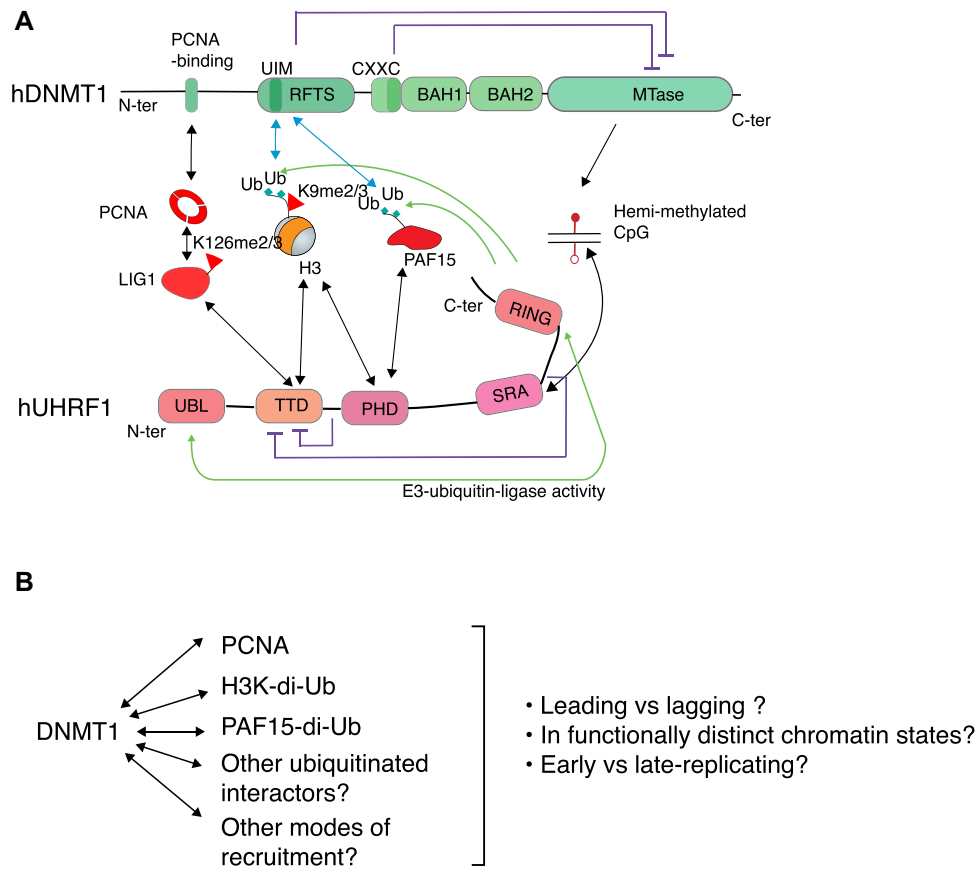 A
PCNA
-binding
UIM
CXXC
hDNMT1
N-ter
RFTS
BAH1
BAH2
MTase
C-ter
Ub
Ub
K9me2/3
Ub
Ub
PCNA
K126me2/3
LIG1
H3
PAF15
Hemi-methylated
CpG
C-ter
RING
hUHRF1
N-ter
UBL
TTD
PHD
SRA
E3-ubiquitin-ligase activity
B
DNMT1
PCNA
H3K-di-Ub
PAF15-di-Ub
Other ubiquitinated
interactors?
Other modes of
recruitment?
• Leading vs lagging ?
• In functionally distinct chromatin states?
• Early vs late-replicating?